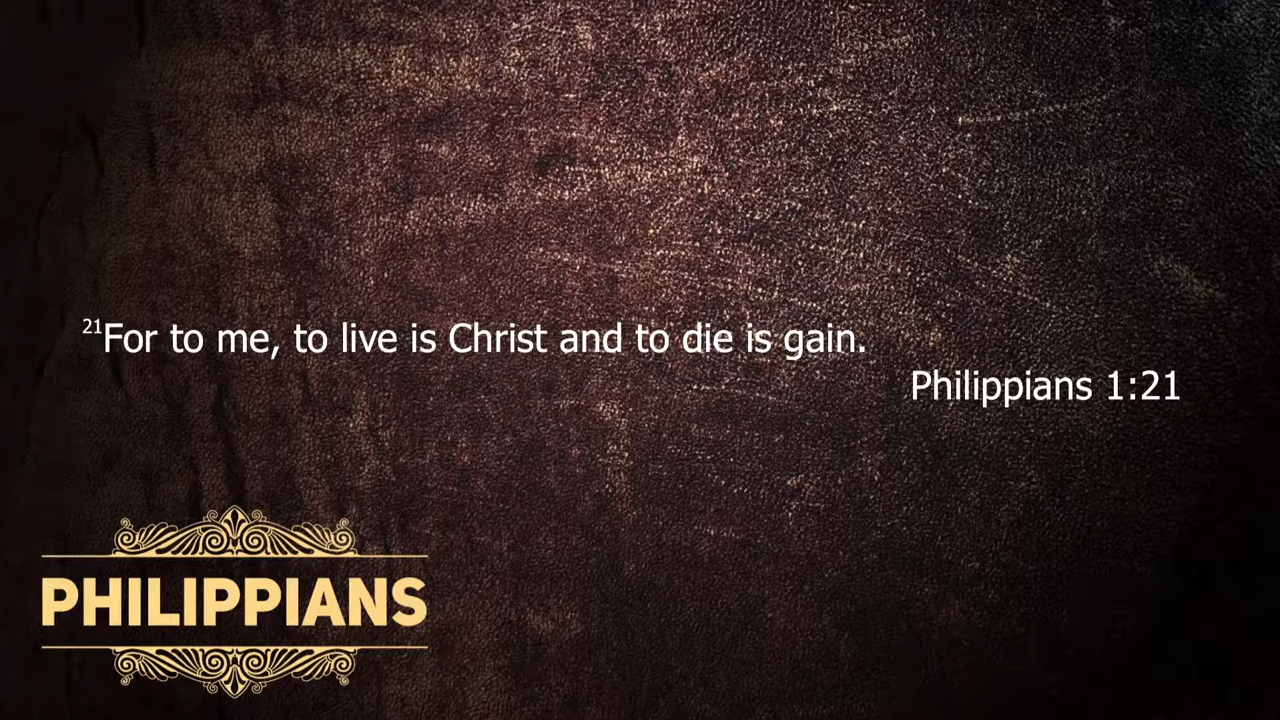 21For to me, to live is Christ and to die is gain.
Philippians 1:21
PHILIPPIANS